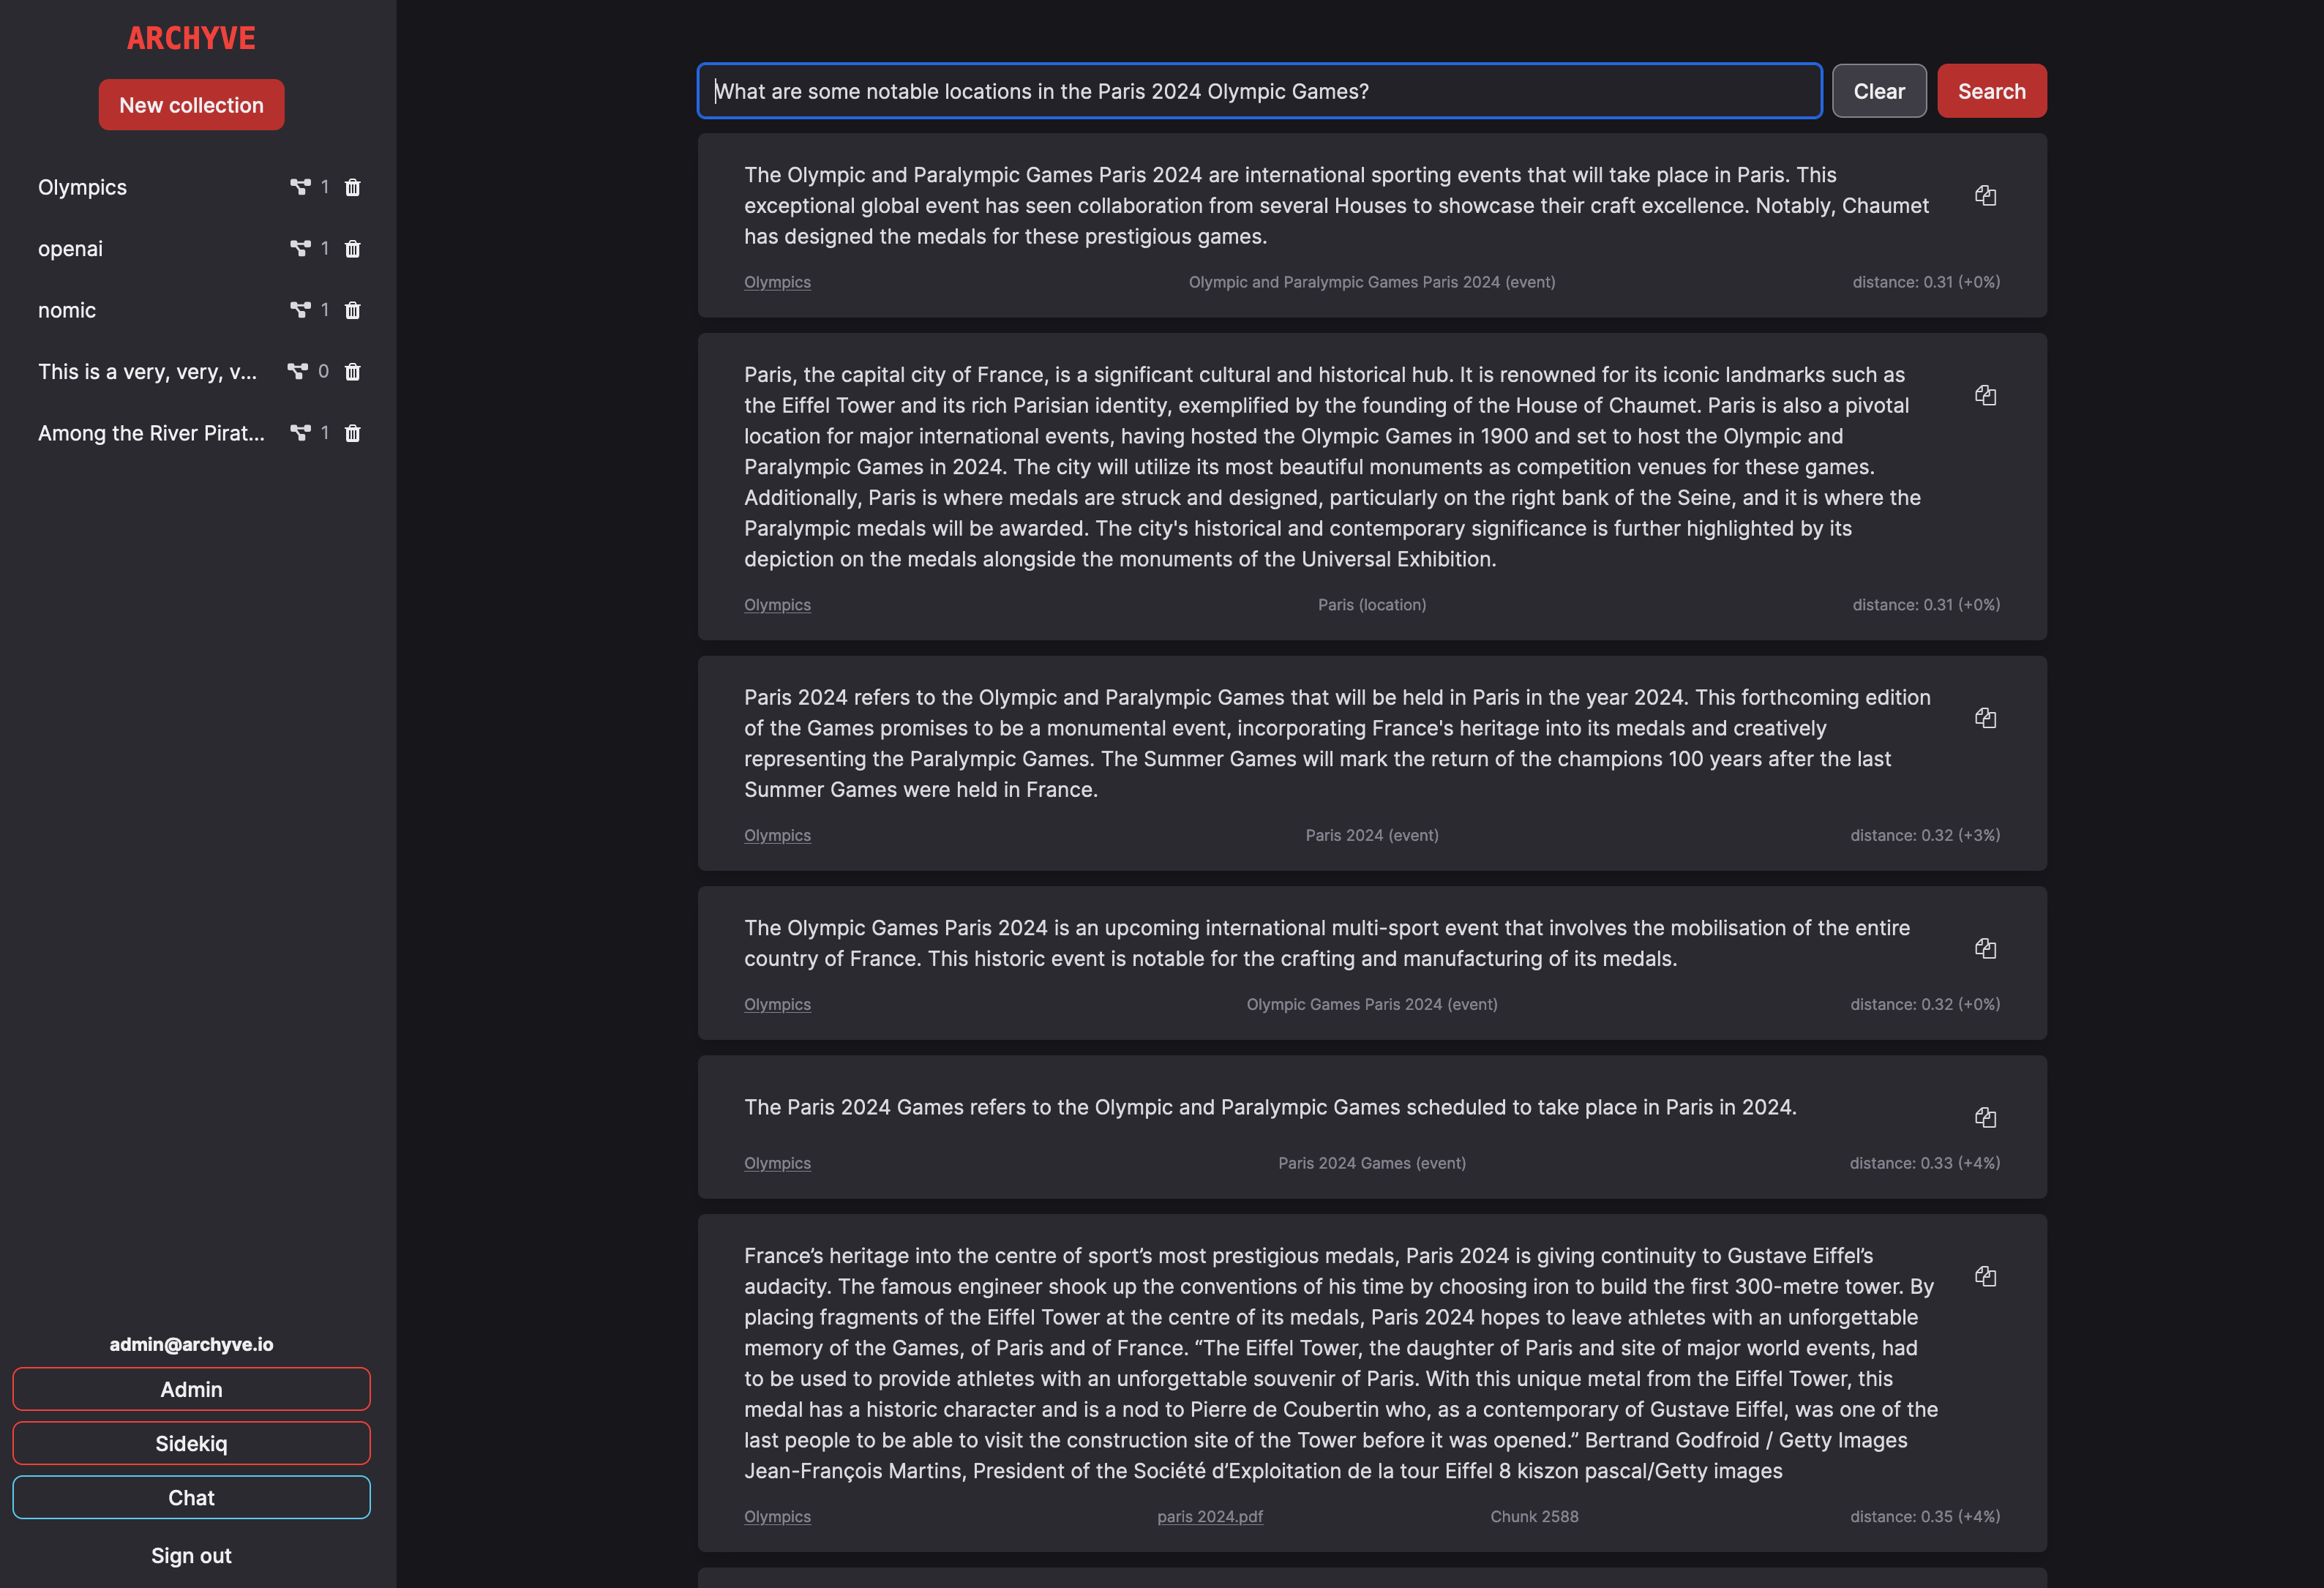 ARCHYVE
New collection
Olympics 1
openai 1
nomic 1
This is a very, very, v... 0
Among the River Pirat... 1
admin@archyve.io
Admin
Sidekiq
Chat
Sign out
What are some notable locations in the Paris 2024 Olympic Games?
Clear
Search
The Olympic and Paralympic Games Paris 2024 are international sporting events that will take place in Paris. This
exceptional global event has seen collaboration from several Houses to showcase their craft excellence. Notably, Chaumet
has designed the medals for these prestigious games.
Olympics Olympic and Paralympic Games Paris 2024 (event) distance: 0.31 (+0%)
Paris, the capital city of France, is a significant cultural and historical hub. It is renowned for its iconic landmarks such as
the Eiffel Tower and its rich Parisian identity, exemplified by the founding of the House of Chaumet. Paris is also a pivotal
location for major international events, having hosted the Olympic Games in 1900 and set to host the Olympic and
Paralympic Games in 2024. The city will utilize its most beautiful monuments as competition venues for these games.
Additionally, Paris is where medals are struck and designed, particularly on the right bank of the Seine, and it is where the
Paralympic medals will be awarded. The city's historical and contemporary significance is further highlighted by its
depiction on the medals alongside the monuments of the Universal Exhibition.
Olympics Paris (location) distance: 0.31 (+0%)
Paris 2024 refers to the Olympic and Paralympic Games that will be held in Paris in the year 2024. This forthcoming edition
of the Games promises to be a monumental event, incorporating France's heritage into its medals and creatively
representing the Paralympic Games. The Summer Games will mark the return of the champions 100 years after the last
Summer Games were held in France.
Olympics Paris 2024 (event) distance: 0.32 (+3%)
The Olympic Games Paris 2024 is an upcoming international multi-sport event that involves the mobilisation of the entire
country of France. This historic event is notable for the crafting and manufacturing of its medals.
Olympics Olympic Games Paris 2024 (event) distance: 0.32 (+0%)
The Paris 2024 Games refers to the Olympic and Paralympic Games scheduled to take place in Paris in 2024.
Olympics Paris 2024 Games (event) distance: 0.33 (+4%)
France’s heritage into the centre of sport’s most prestigious medals, Paris 2024 is giving continuity to Gustave Eiffel’s
audacity. The famous engineer shook up the conventions of his time by choosing iron to build the first 300-metre tower. By
placing fragments of the Eiffel Tower at the centre of its medals, Paris 2024 hopes to leave athletes with an unforgettable
memory of the Games, of Paris and of France. “The Eiffel Tower, the daughter of Paris and site of major world events, had
to be used to provide athletes with an unforgettable souvenir of Paris. With this unique metal from the Eiffel Tower, this
medal has a historic character and is a nod to Pierre de Coubertin who, as a contemporary of Gustave Eiffel, was one of the
last people to be able to visit the construction site of the Tower before it was opened.” Bertrand Godfroid / Getty Images
Jean-François Martins, President of the Société d’Exploitation de la tour Eiffel 8 kiszon pascal/Getty images
Olympics paris 2024.pdf Chunk 2588 distance: 0.35 (+4%)